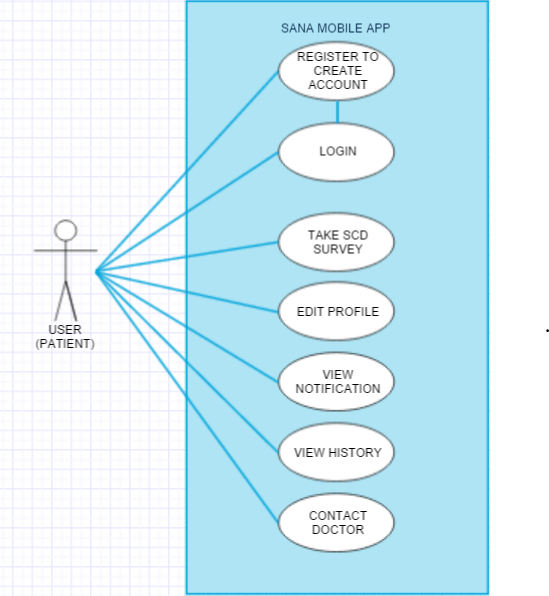 SANA MOBILE APP
REGISTER TO
CREATE
ACCOUNT
LOGIN
TAKE SCD
SURVEY
EDIT PROFILE
USER
(PATIENT)
VIEW
NOTIFICATION
VIEW HISTORY
CONTACT
DOCTOR
.